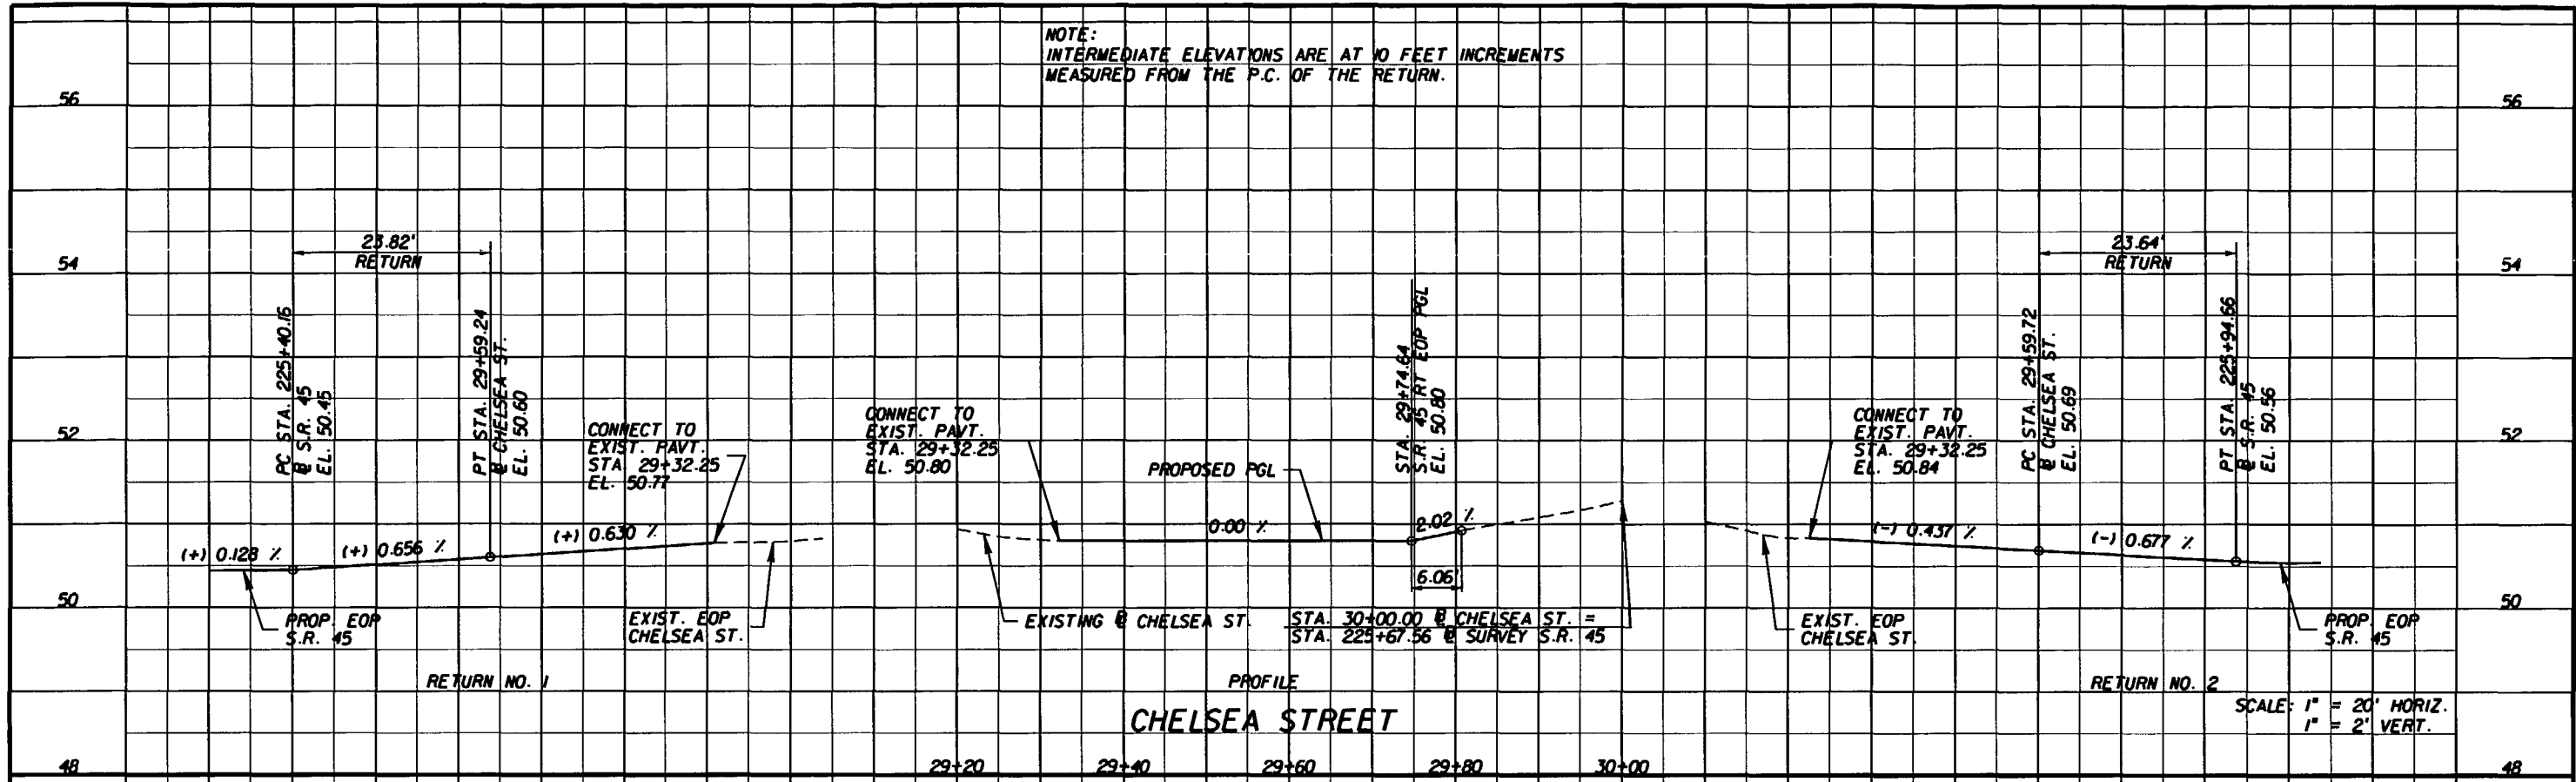 NOTE:
INTERMEDIATE ELEVATIONS ARE AT 10 FEET INCREMENTS
MEASURED FROM THE P.C. OF THE RETURN.
56
56
23.82'
RETURN
23.64'
RETURN
54
54
PC STA. 225+40.16
℄ S.R. 45
EL. 50.45
PT STA. 29+59.24
℄ CHELSEA ST.
EL. 50.60
CONNECT TO
EXIST. PAVT.
STA. 29+32.25
EL. 50.77
CONNECT TO
EXIST. PAVT.
STA. 29+32.25
EL. 50.80
PROPOSED PGL
STA. 29+74.64
S.R. 45 RT EOP PGL
EL. 50.80
CONNECT TO
EXIST. PAVT.
STA. 29+32.25
EL. 50.84
PC STA. 29+59.72
℄ CHELSEA ST.
EL. 50.69
PT STA. 225+94.66
℄ S.R. 45
EL. 50.56
52
52
(+) 0.128 %
(+) 0.656 %
(+) 0.630 %
0.00 %
2.02 %
(-) 0.437 %
(-) 0.677 %
6.06'
50
50
PROP. EOP
S.R. 45
EXIST. EOP
CHELSEA ST.
EXISTING ℄ CHELSEA ST.
STA. 30+00.00 ℄ CHELSEA ST. =
STA. 225+67.56 ℄ SURVEY S.R. 45
EXIST. EOP
CHELSEA ST.
PROP. EOP
S.R. 45
RETURN NO. 1
PROFILE
RETURN NO. 2
CHELSEA STREET
SCALE: 1" = 20' HORIZ.
1" = 2' VERT.
48
29+20
29+40
29+60
29+80
30+00
48